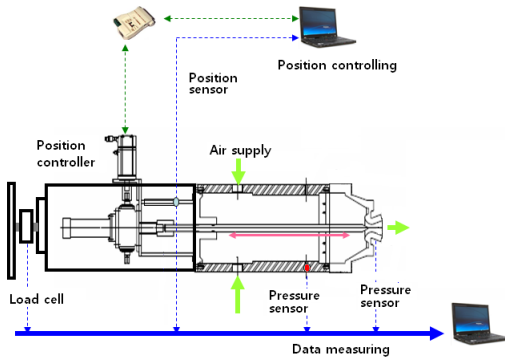 Position controlling
Position
sensor
Position
controller
Air supply
Load cell
Pressure
sensor
Pressure
sensor
Data measuring